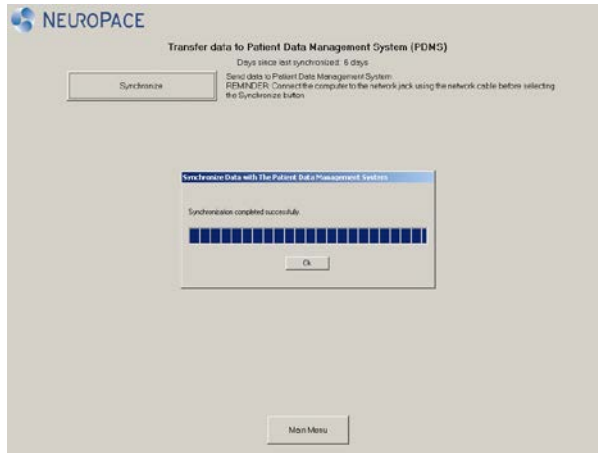 NEUROPACE
Transfer data to Patient Data Management System (PDMS)
Days since last synchronized: 6 days
Synchronize
Send data to Patient Data Management System
REMINDER: Connect the computer to the network jack using the network cable before selecting
the Synchronize button
Synchronize Data with The Patient Data Management System
Synchronization completed successfully.
Ok
Main Menu